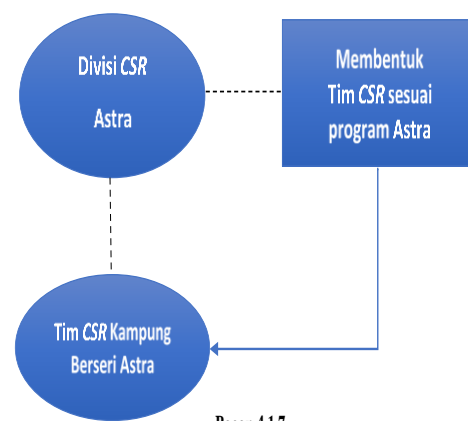 Divisi CSR
Astra
Membentuk
Tim CSR sesuai
program Astra
Tim CSR Kampung
Berseri Astra